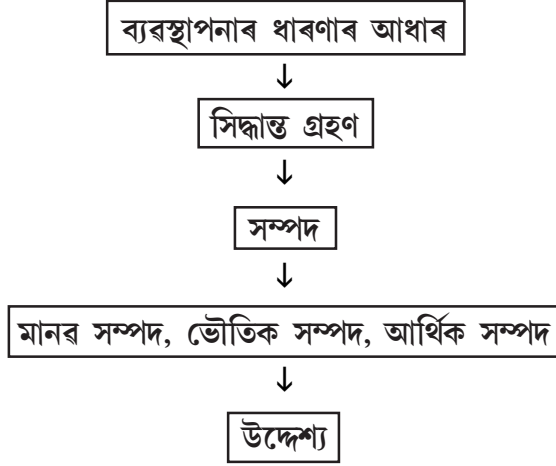 ব্যৱস্থাপনাৰ ধাৰণাৰ আধাৰ
সিদ্ধান্ত গ্ৰহণ
সম্পদ
মানৱ সম্পদ, ভৌতিক সম্পদ, আৰ্থিক সম্পদ
উদ্দেশ্য